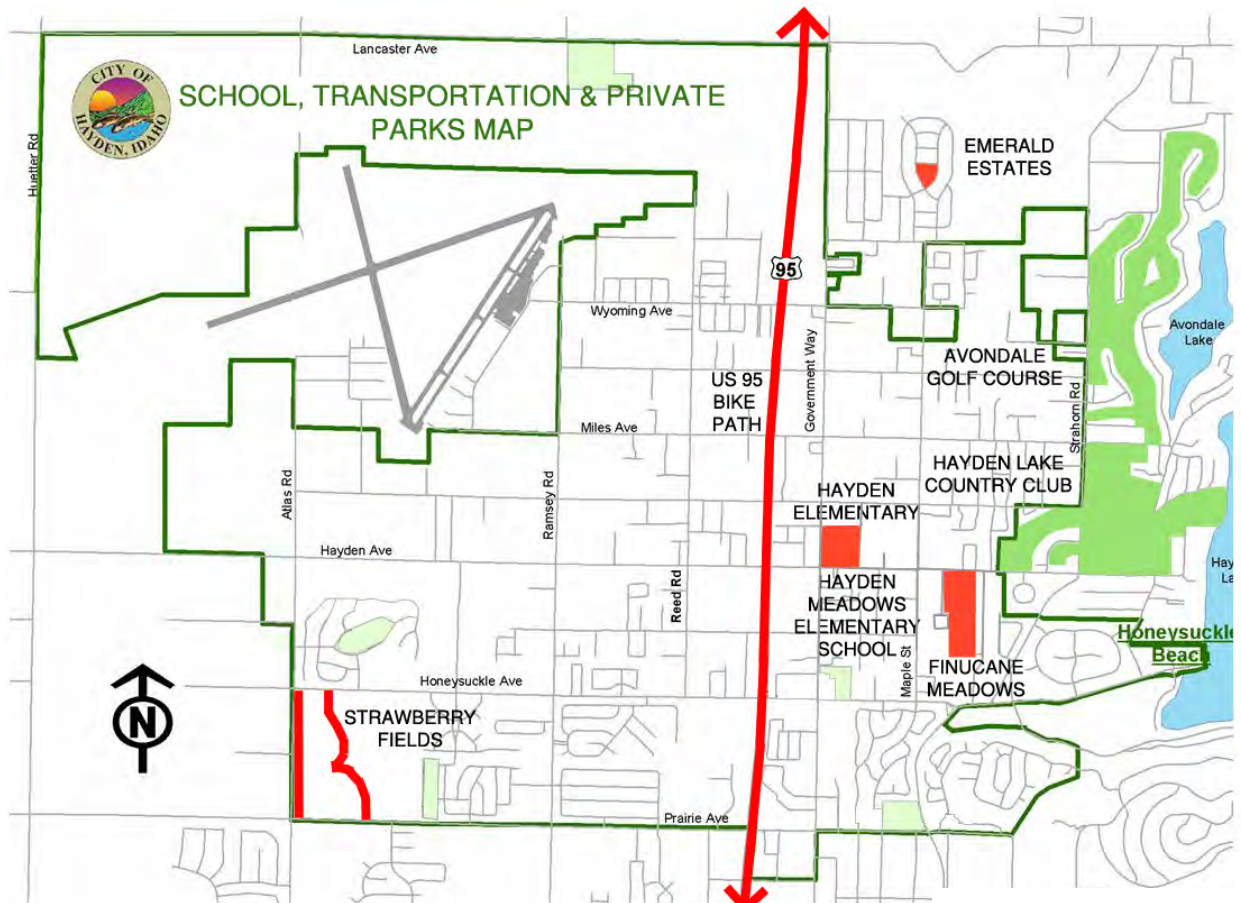 Lancaster Ave
CITY OF
HAYDEN, IDAHO
SCHOOL, TRANSPORTATION & PRIVATE
PARKS MAP
Huetter Rd
EMERALD
ESTATES
95
Wyoming Ave
Avondale
Lake
AVONDALE
GOLF COURSE
US 95
BIKE
PATH
Government Way
Strahorn Rd
Miles Ave
HAYDEN LAKE
COUNTRY CLUB
Atlas Rd
Ramsey Rd
HAYDEN
ELEMENTARY
Hayden Ave
Reed Rd
HAYDEN
MEADOWS
ELEMENTARY
SCHOOL
Hay
La
Honeysuckle
Beach
Maple St
FINUCANE
MEADOWS
Honeysuckle Ave
STRAWBERRY
FIELDS
N
Prairie Ave